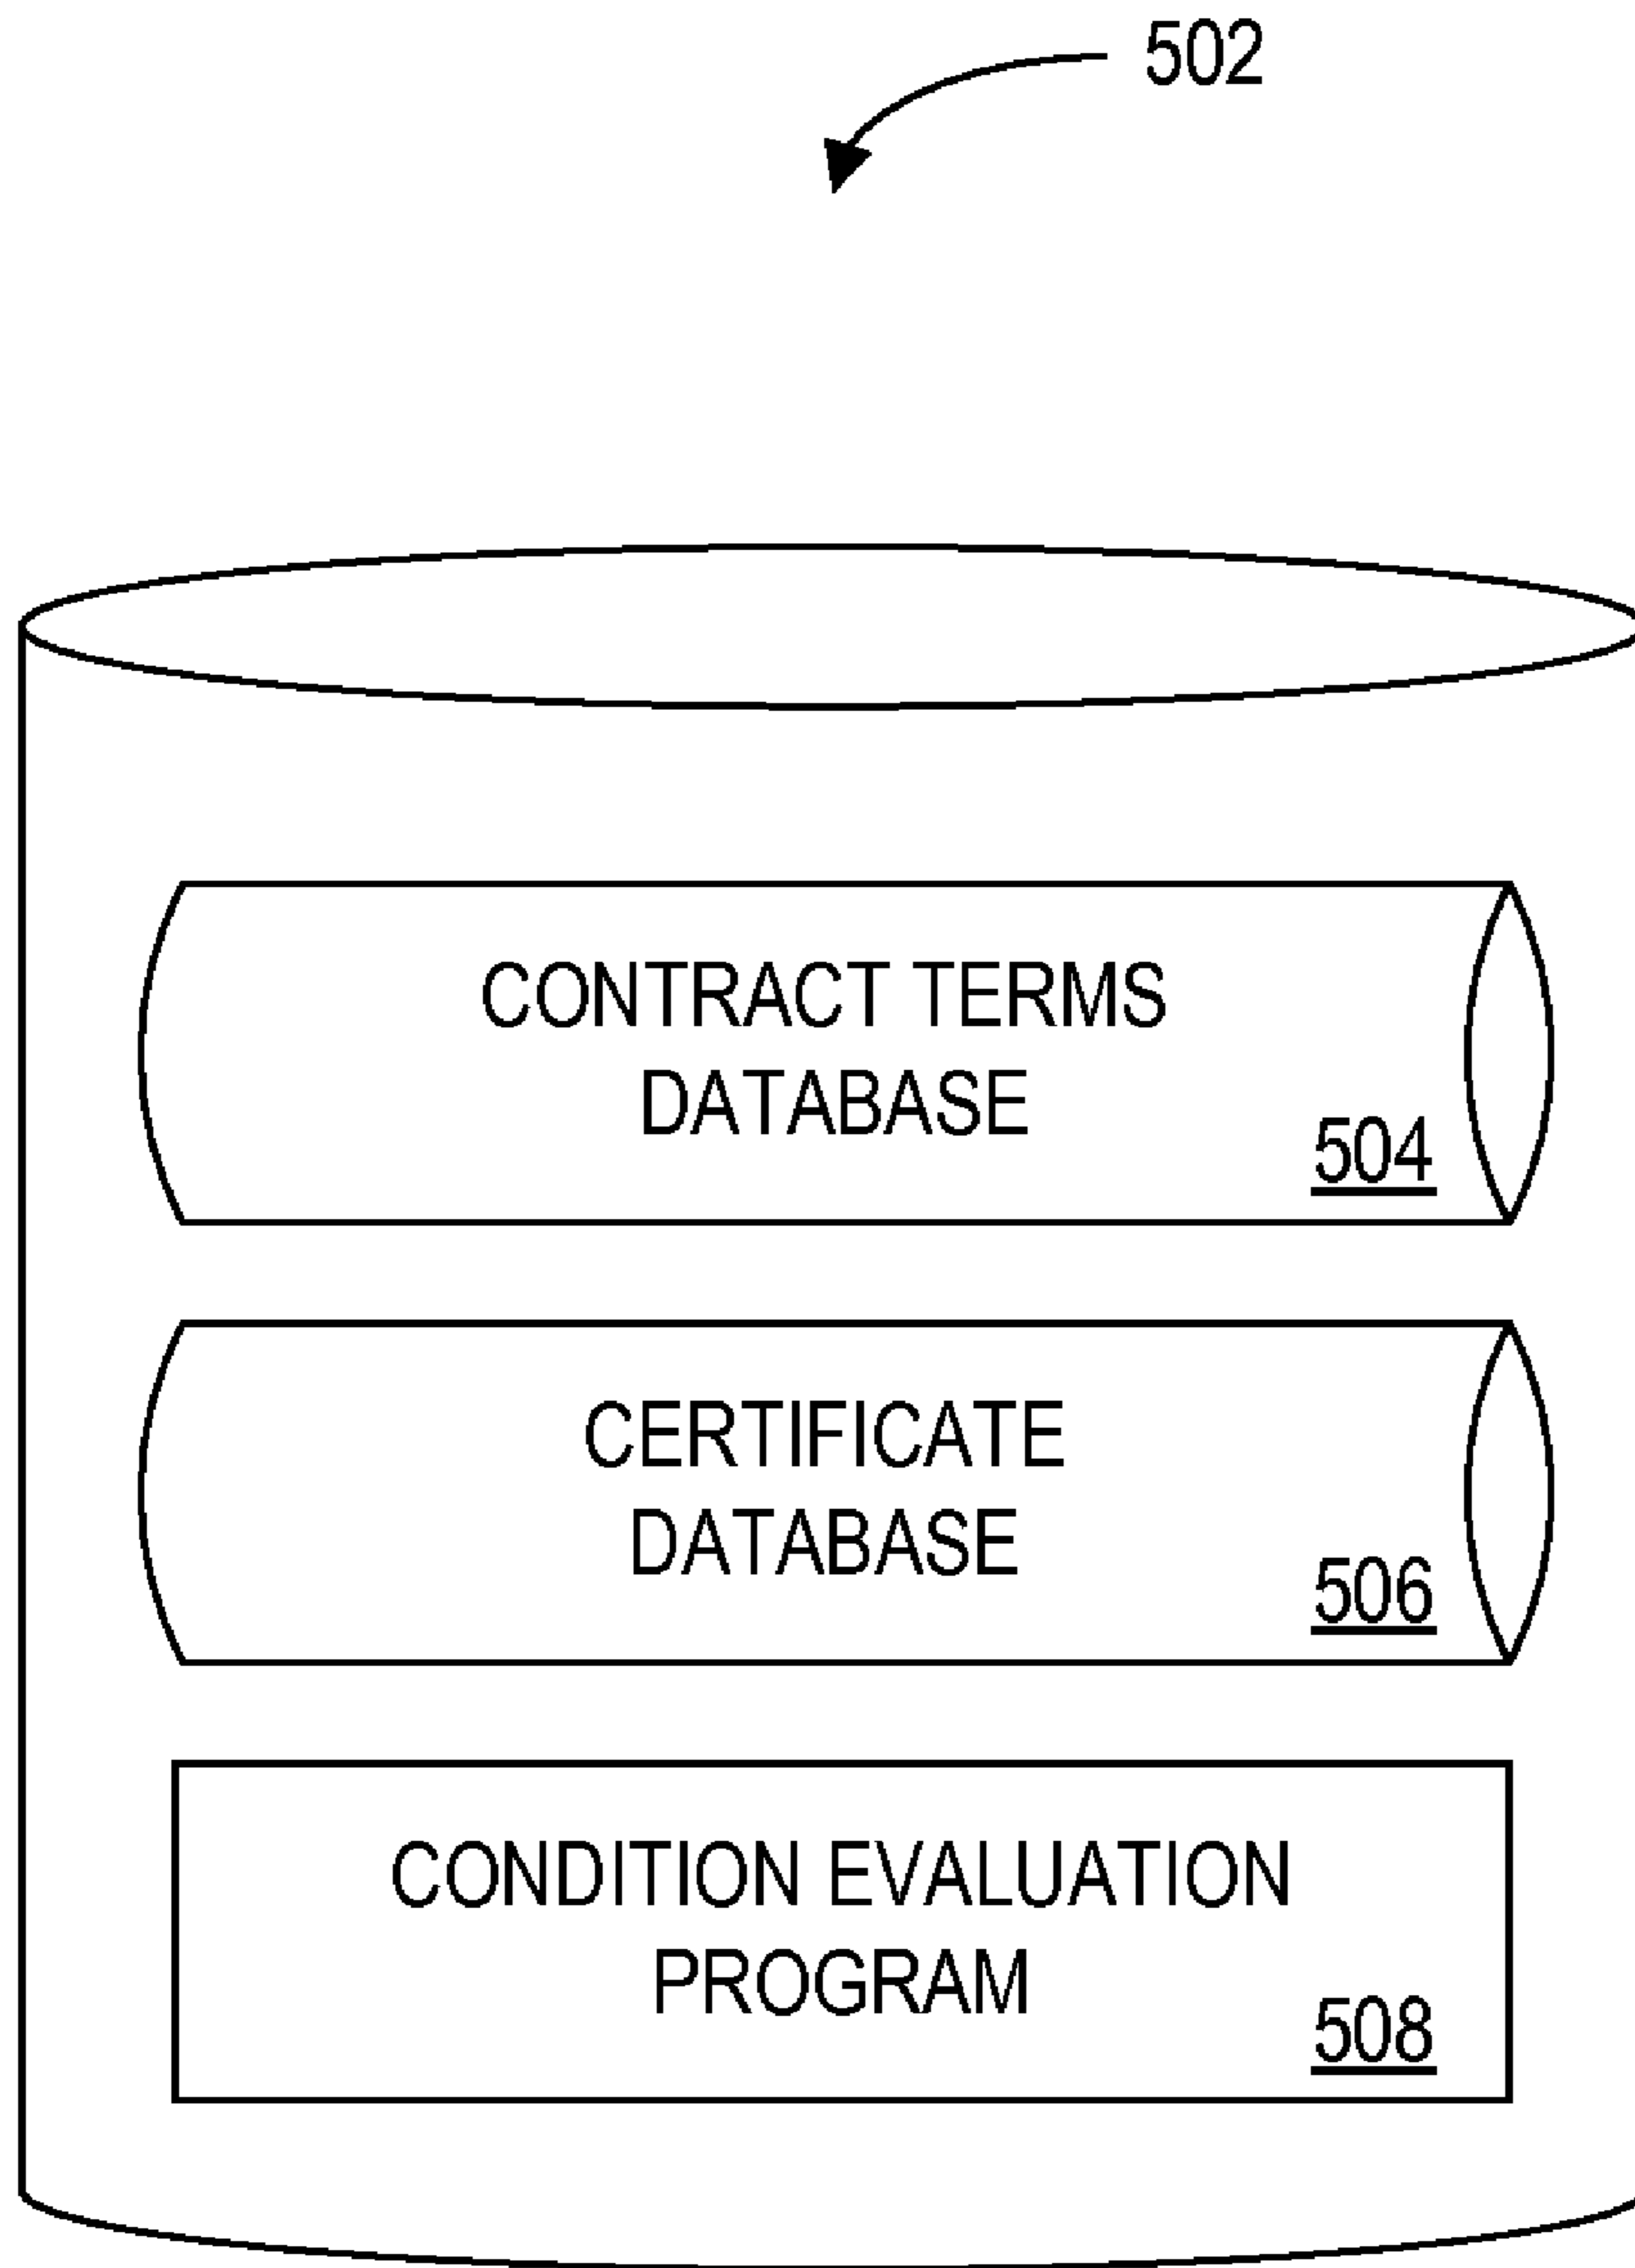 502
CONTRACT TERMS
DATABASE
504
CERTIFICATE
DATABASE
506
CONDITION EVALUATION
PROGRAM
508